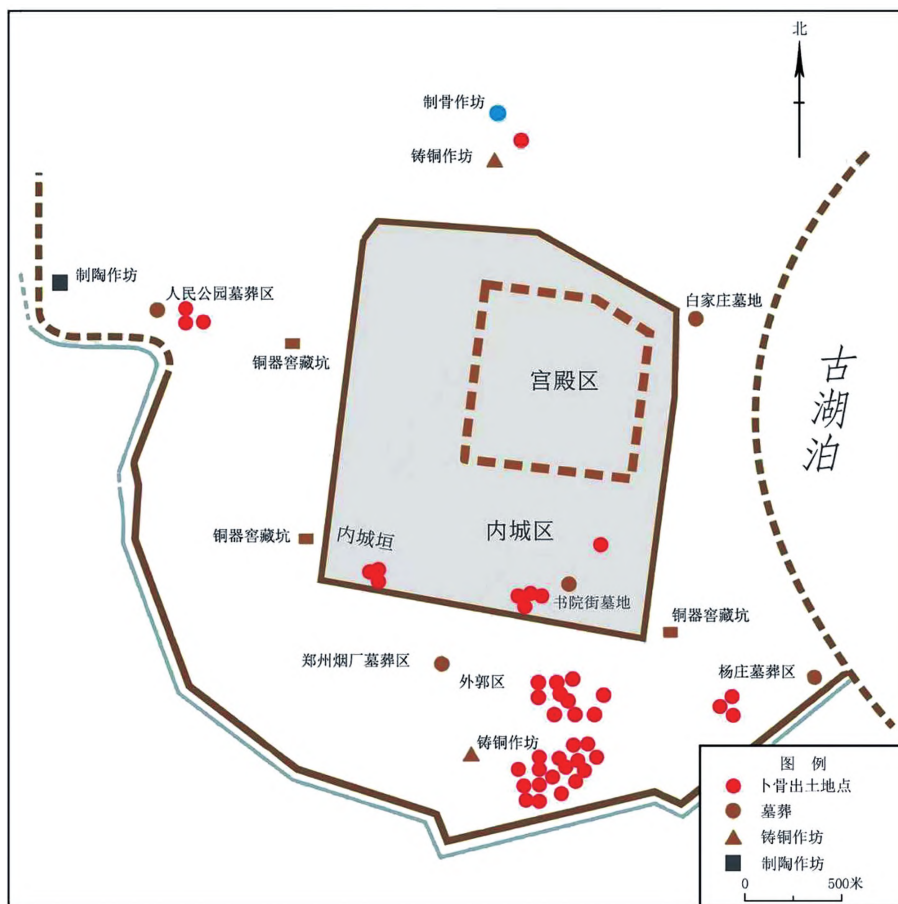 北
制骨作坊
铸铜作坊
制陶作坊
人民公园墓葬区
白家庄墓地
铜器窖藏坑
宫殿区
古湖泊
铜器窖藏坑
内城垣
内城区
书院街墓地
铜器窖藏坑
郑州烟厂墓葬区
外郭区
杨庄墓葬区
铸铜作坊
图 例
卜骨出土地点
墓葬
铸铜作坊
制陶作坊
0 500米